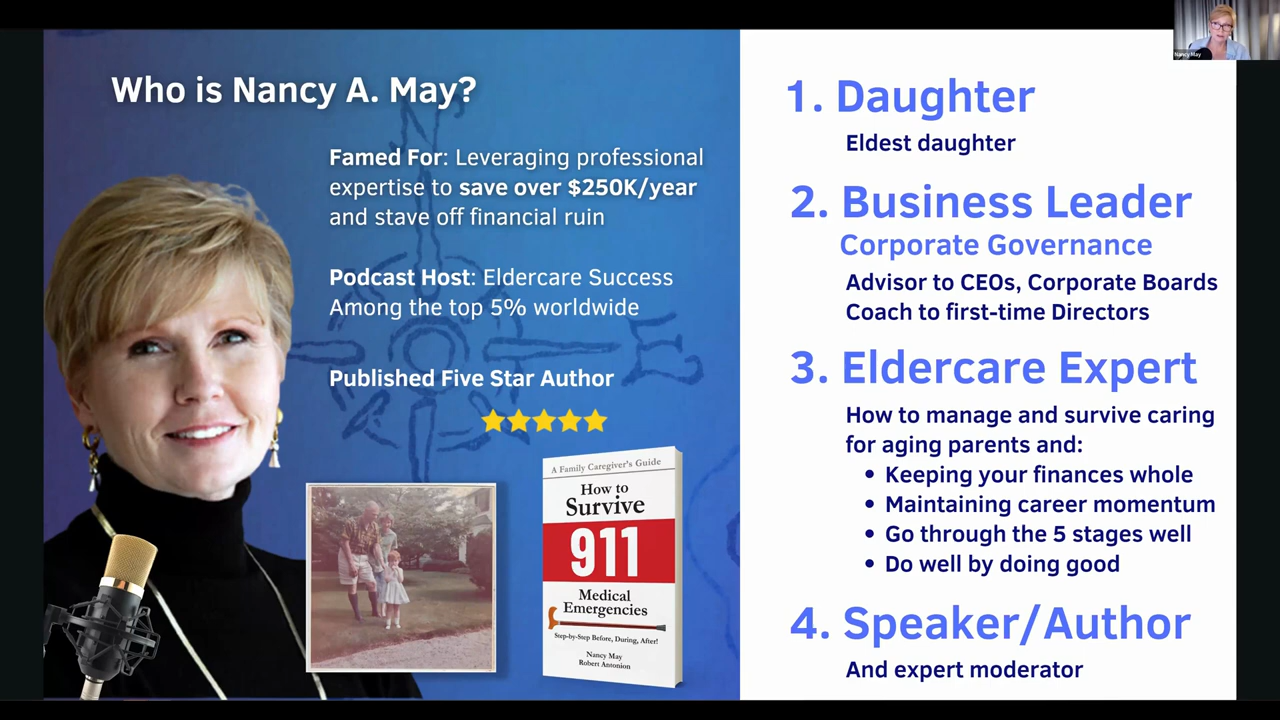 Who is Nancy A. May?
Famed For: Leveraging professional
expertise to save over $250K/year
and stave off financial ruin
Podcast Host: Eldercare Success
Among the top 5% worldwide
Published Five Star Author
A Family Caregiver's Guide
How to
Survive
911
Medical
Emergencies
Step-by-Step Before, During, After!
Nancy May
Robert Antonion
1. Daughter
Eldest daughter
2. Business Leader
Corporate Governance
Advisor to CEOs, Corporate Boards
Coach to first-time Directors
3. Eldercare Expert
How to manage and survive caring
for aging parents and:
• Keeping your finances whole
• Maintaining career momentum
• Go through the 5 stages well
• Do well by doing good
4. Speaker/Author
And expert moderator
Nancy May
N
E